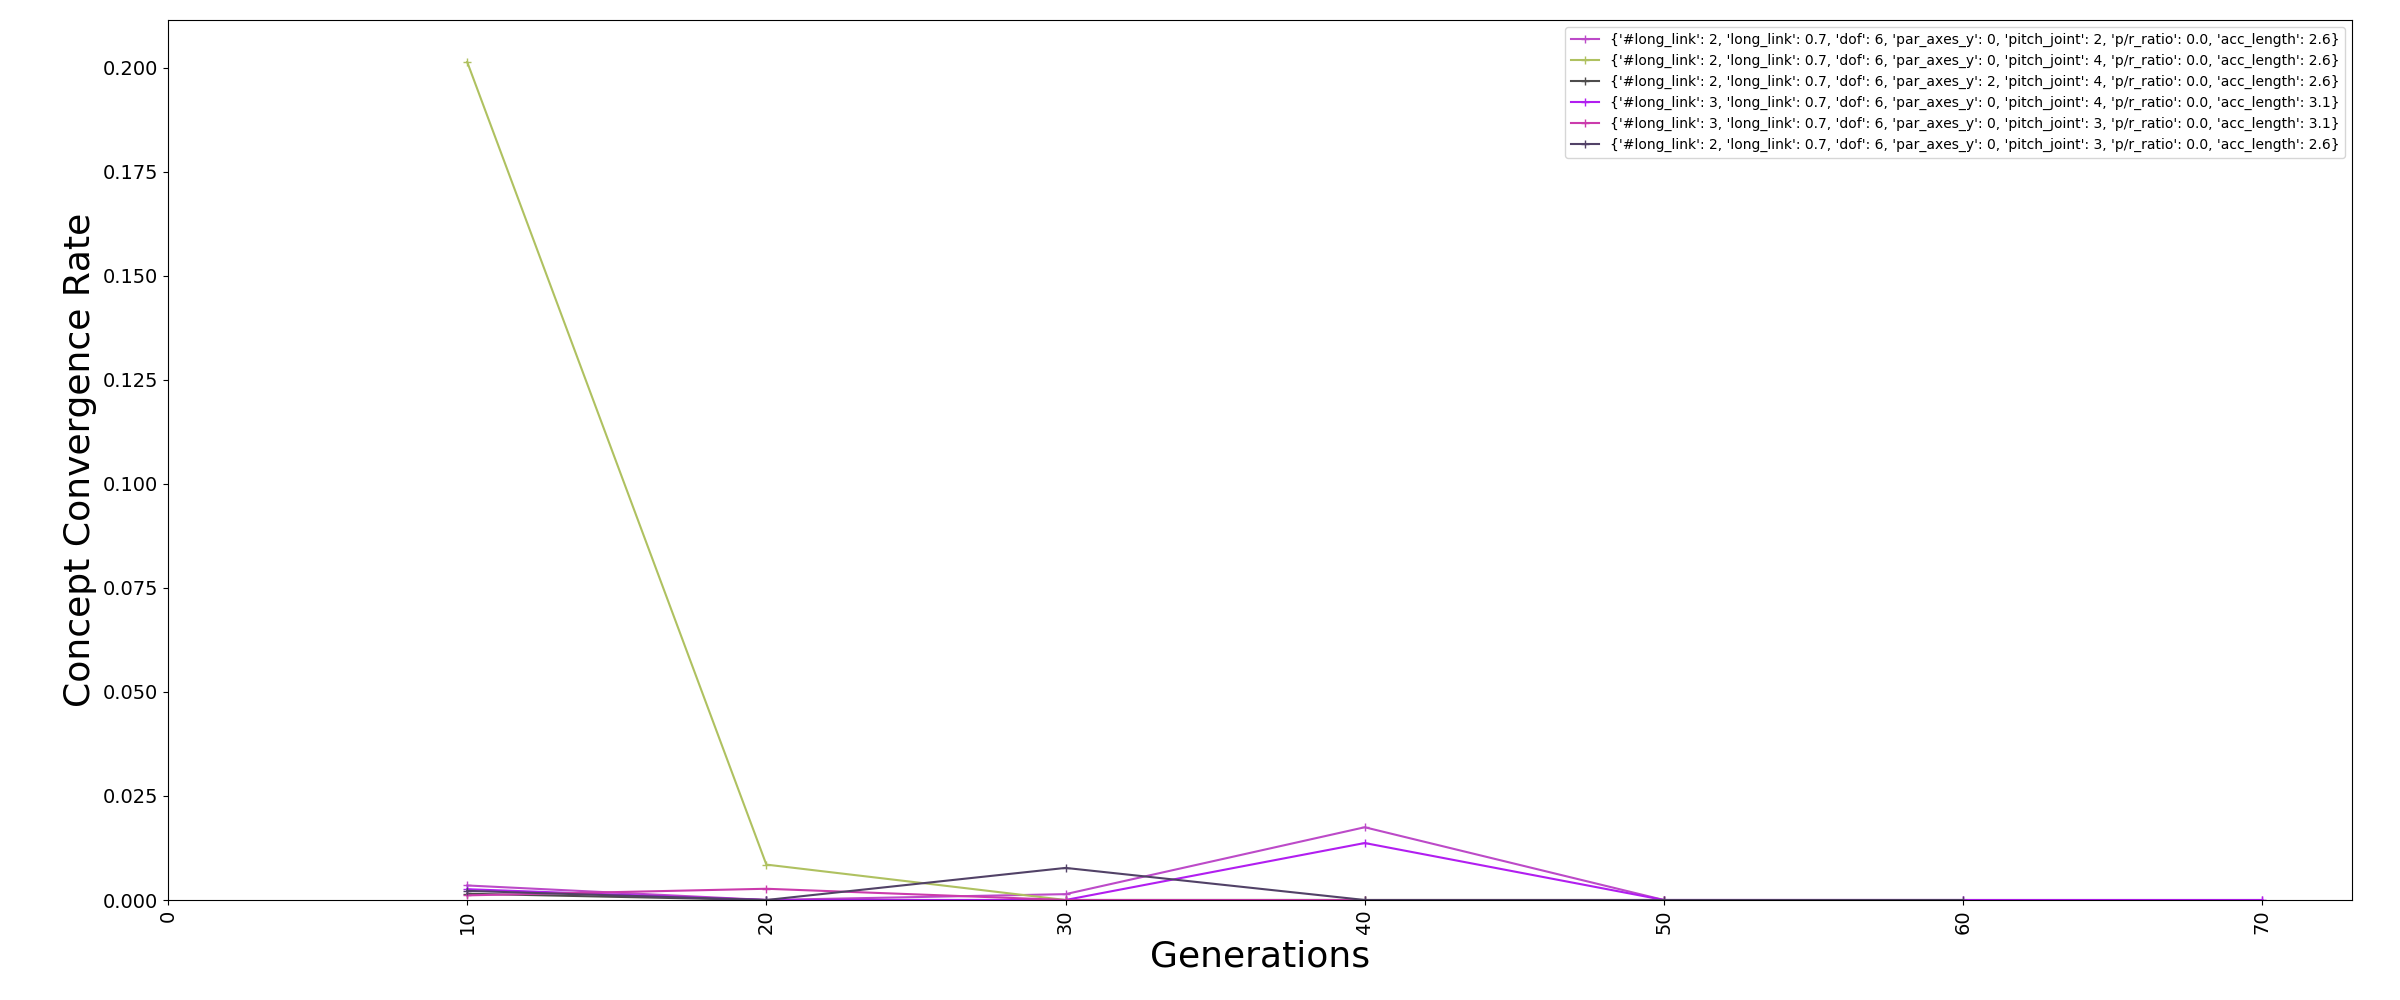 {'#long_link': 2, 'long_link': 0.7, 'dof': 6, 'par_axes_y': 0, 'pitch_joint': 2, 'p/r_ratio': 0.0, 'acc_length': 2.6}
{'#long_link': 2, 'long_link': 0.7, 'dof': 6, 'par_axes_y': 0, 'pitch_joint': 4, 'p/r_ratio': 0.0, 'acc_length': 2.6}
{'#long_link': 2, 'long_link': 0.7, 'dof': 6, 'par_axes_y': 2, 'pitch_joint': 4, 'p/r_ratio': 0.0, 'acc_length': 2.6}
{'#long_link': 3, 'long_link': 0.7, 'dof': 6, 'par_axes_y': 0, 'pitch_joint': 4, 'p/r_ratio': 0.0, 'acc_length': 3.1}
{'#long_link': 3, 'long_link': 0.7, 'dof': 6, 'par_axes_y': 0, 'pitch_joint': 3, 'p/r_ratio': 0.0, 'acc_length': 3.1}
{'#long_link': 2, 'long_link': 0.7, 'dof': 6, 'par_axes_y': 0, 'pitch_joint': 3, 'p/r_ratio': 0.0, 'acc_length': 2.6}
Concept Convergence Rate
0.200
0.175
0.150
0.125
0.100
0.075
0.050
0.025
0.000
0
10
20
30
40
50
60
70
Generations